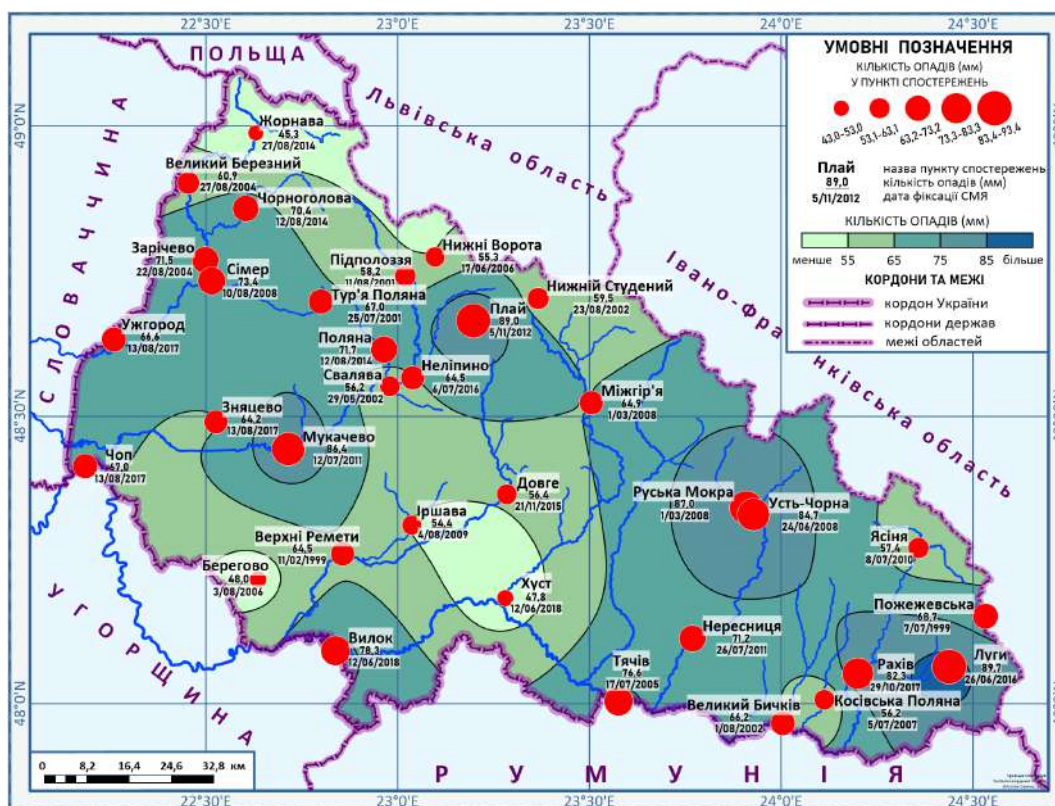 22°30'E
23°0'E
23°30'E
24°0'E
24°30'E
ПОЛЬЩА
Львівська область
СЛОВАЧЧИНА
Івано-Франківська область
УГОРЩИНА
РУМУНІЯ
49°0'N
48°30'N
48°0'N
Жорнава
45,3
27/08/2014
Великий Березний
60,9
27/08/2004
Чорноголова
70,4
12/08/2014
Зарічево
71,5
22/08/2004
Сімер
73,4
10/08/2008
Підполоззя
58,2
11/08/2001
Нижні Ворота
55,3
17/06/2006
Нижній Студений
59,5
23/08/2002
Тур'я Поляна
67,0
25/07/2001
Плай
89,0
5/11/2012
Ужгород
66,6
13/08/2017
Поляна
71,7
12/08/2014
Свалява
56,2
29/05/2002
Неліпино
64,5
6/07/2016
Міжгір'я
64,9
1/03/2008
Зняцево
64,2
13/08/2017
Мукачево
86,4
12/07/2011
Чоп
67,0
13/08/2017
Довге
56,4
21/11/2015
Іршава
54,4
4/08/2009
Руська Мокра
87,0
1/03/2008
Усть-Чорна
84,7
24/06/2008
Ясіня
57,4
8/07/2010
Верхні Ремети
64,5
11/02/1999
Берегово
48,0
3/08/2006
Хуст
47,8
12/06/2018
Пожежевська
68,7
7/07/1999
Вилок
78,3
12/06/2018
Нересниця
71,2
26/07/2011
Тячів
76,6
17/07/2005
Рахів
82,3
29/10/2017
Луги
89,7
26/06/2016
Великий Бичків
66,2
1/08/2002
Косівська Поляна
56,2
5/07/2007
УМОВНІ ПОЗНАЧЕННЯ
КІЛЬКІСТЬ ОПАДІВ (мм)
У ПУНКТІ СПОСТЕРЕЖЕНЬ
43,0-53,0
53,1-63,1
63,2-73,2
73,3-83,3
83,4-93,4
Плай назва пункту спостережень
89,0 кількість опадів (мм)
5/11/2012 дата фіксації СМЯ
КІЛЬКІСТЬ ОПАДІВ (мм)
менше 55 65 75 85 більше
КОРДОНИ ТА МЕЖІ
кордон України
кордони держав
межі областей
0 8,2 16,4 24,6 32,8 км
22°30'E
23°0'E
23°30'E
24°0'E
24°30'E